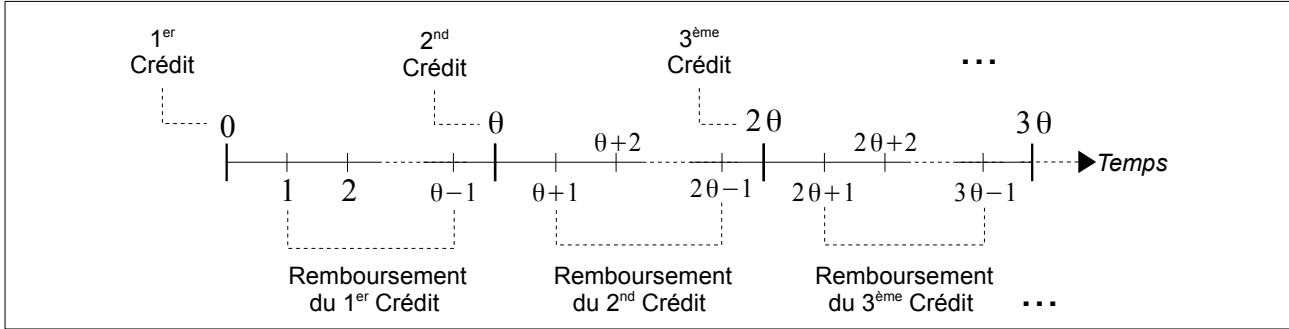 1er Crédit
2nd Crédit
3ème Crédit
...
0 θ 2θ 3θ
θ+2 2θ+2
Temps
1 2 θ−1 θ+1 2θ−1 2θ+1 3θ−1
Remboursement du 1er Crédit
Remboursement du 2nd Crédit
Remboursement du 3ème Crédit
...